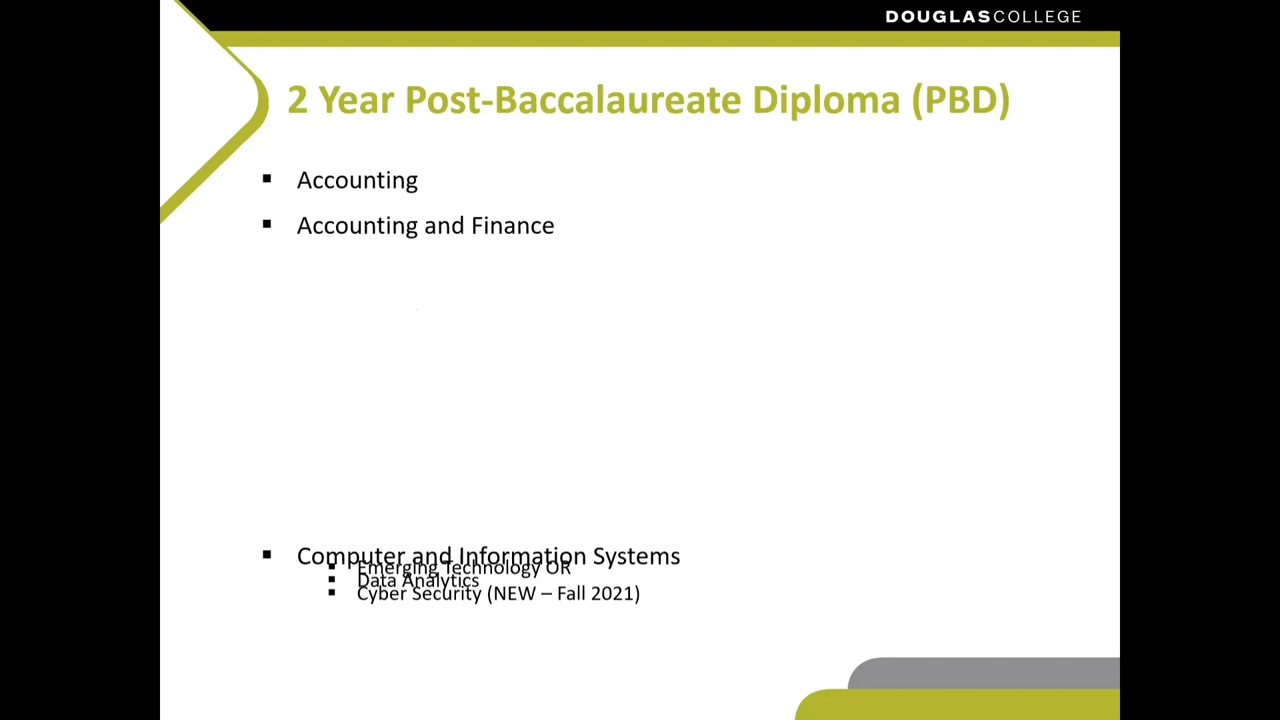 DOUGLASCOLLEGE
2 Year Post-Baccalaureate Diploma (PBD)
▪ Accounting
▪ Accounting and Finance
▪ Computer and Information Systems
▪ Emerging Technology OR
▪ Data Analytics
▪ Cyber Security (NEW – Fall 2021)